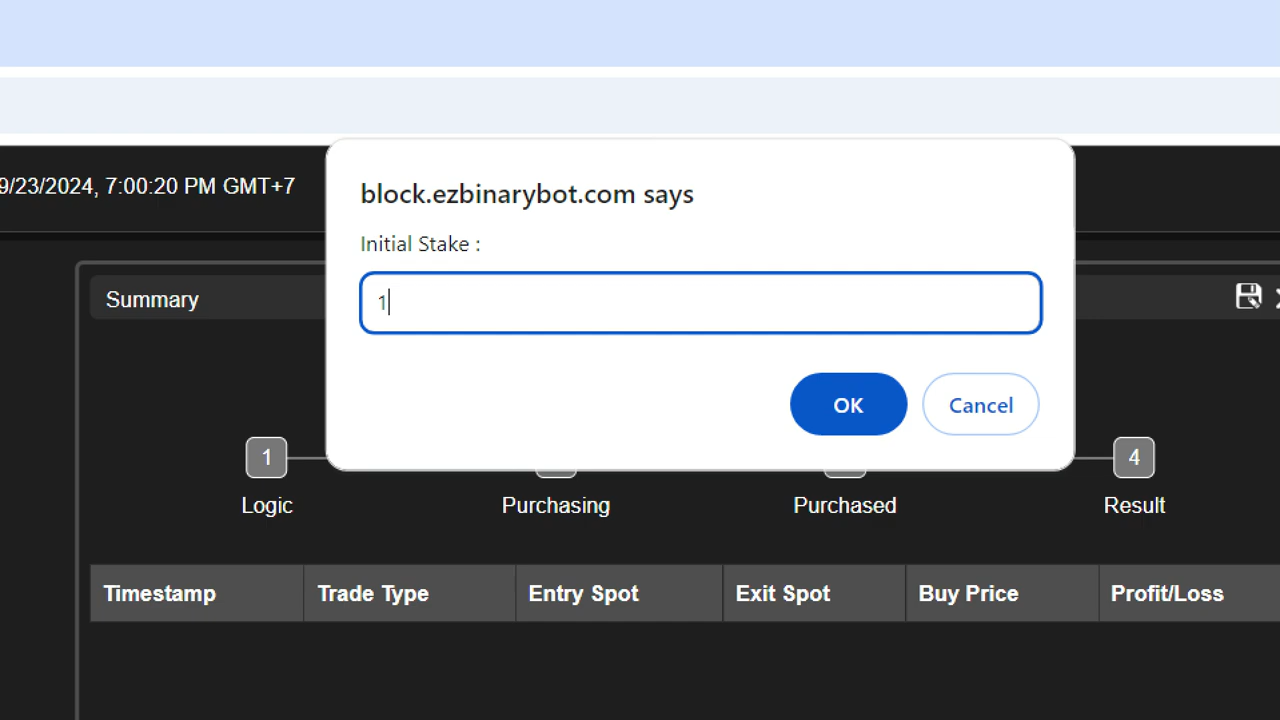 9/23/2024, 7:00:20 PM GMT+7
block.ezbinarybot.com says
Initial Stake :
1
OK
Cancel
Summary
1
4
Logic
Purchasing
Purchased
Result
Timestamp
Trade Type
Entry Spot
Exit Spot
Buy Price
Profit/Loss